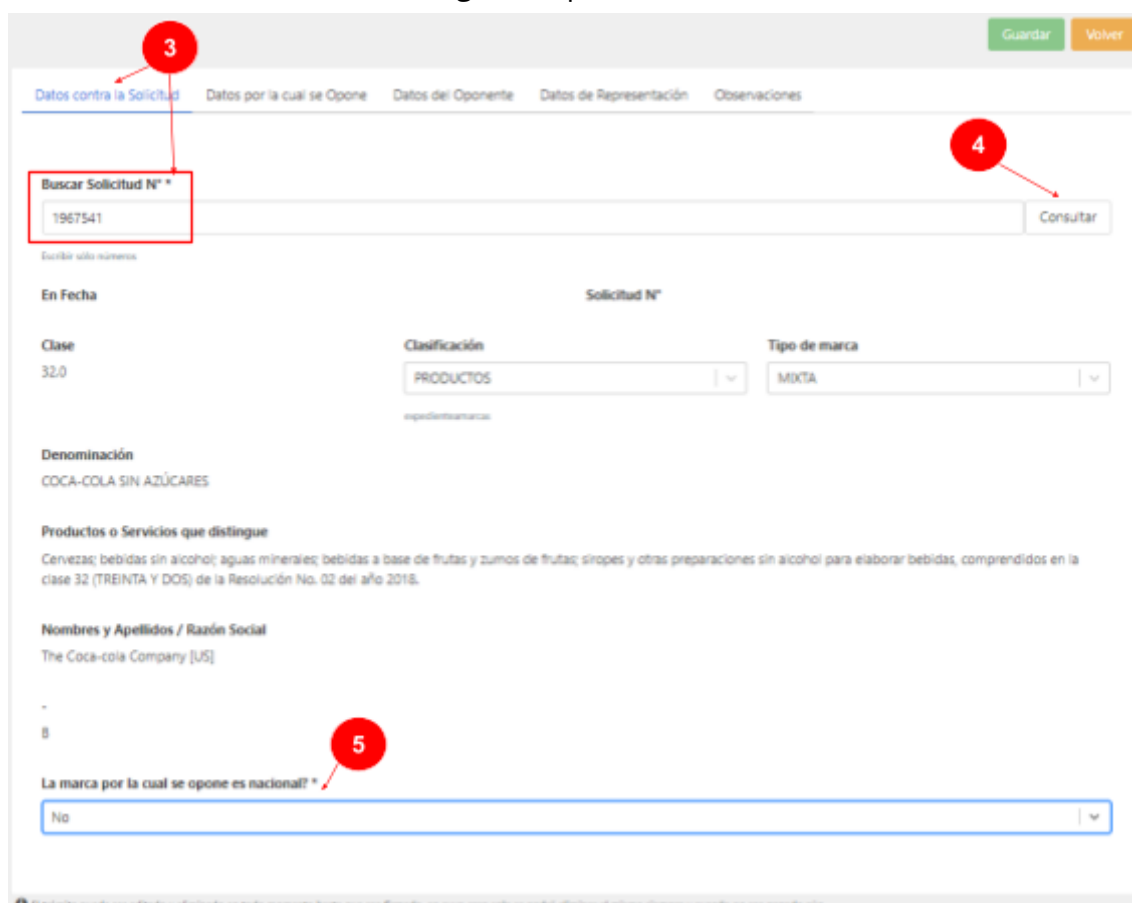 3
Guardar
Volver
Datos contra la Solicitud
Datos por la cual se Opone
Datos del Oponente
Datos de Representación
Observaciones
4
Buscar Solicitud N° *
1967541
Consultar
Escribir sólo números
En Fecha
Solicitud N°
Clase
Clasificación
Tipo de marca
32.0
PRODUCTOS
MIXTA
expedienteamarcas
Denominación
COCA-COLA SIN AZÚCARES
Productos o Servicios que distingue
Cervezas; bebidas sin alcohol; aguas minerales; bebidas a base de frutas y zumos de frutas; siropes y otras preparaciones sin alcohol para elaborar bebidas, comprendidos en la
clase 32 (TREINTA Y DOS) de la Resolución No. 02 del año 2018.
Nombres y Apellidos / Razón Social
The Coca-cola Company [US]
-
8
5
La marca por la cual se opone es nacional? *
No